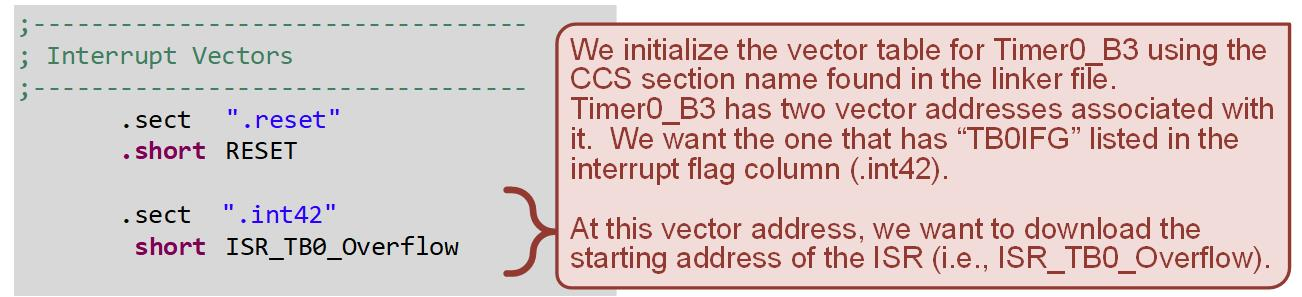 ;---------------------------------
; Interrupt Vectors
;---------------------------------
.sect ".reset"
.short RESET
.sect ".int42"
short ISR_TB0_Overflow
We initialize the vector table for Timer0_B3 using the
CCS section name found in the linker file.
Timer0_B3 has two vector addresses associated with
it. We want the one that has “TB0IFG” listed in the
interrupt flag column (.int42).
At this vector address, we want to download the
starting address of the ISR (i.e., ISR_TB0_Overflow).